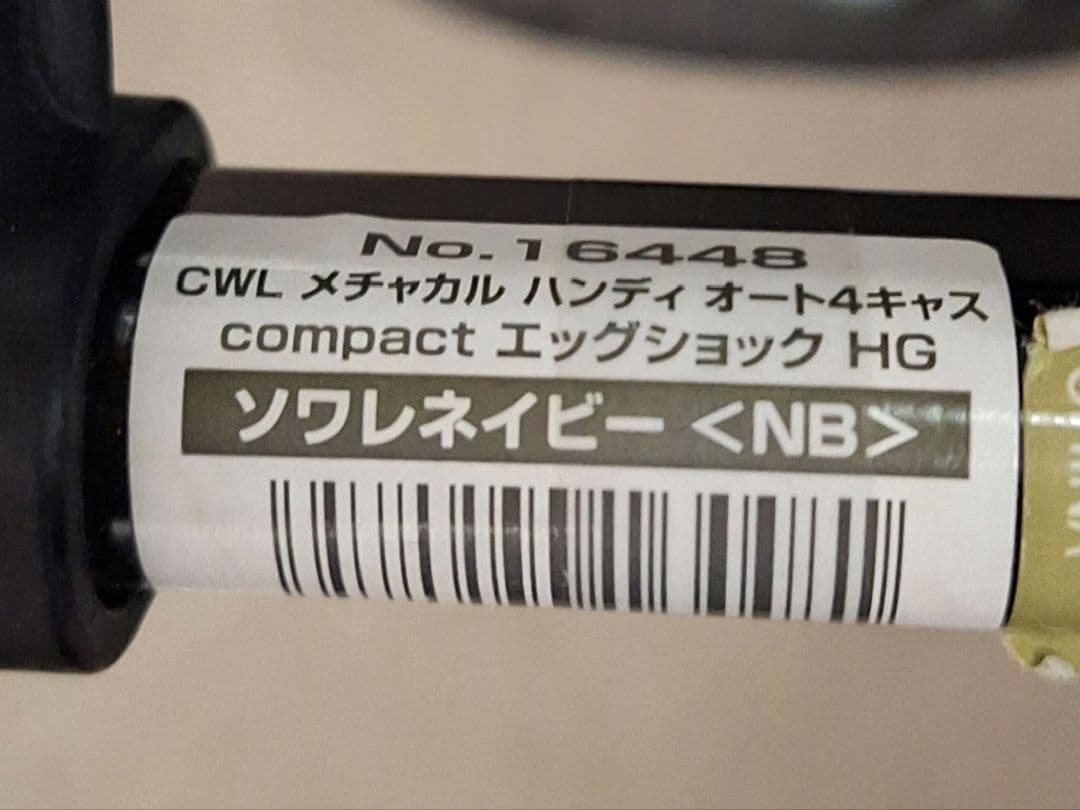 No.16448
CWL メチャカル ハンディ オート4キャス
compact エッグショック HG
ソワレネイビー <NB>